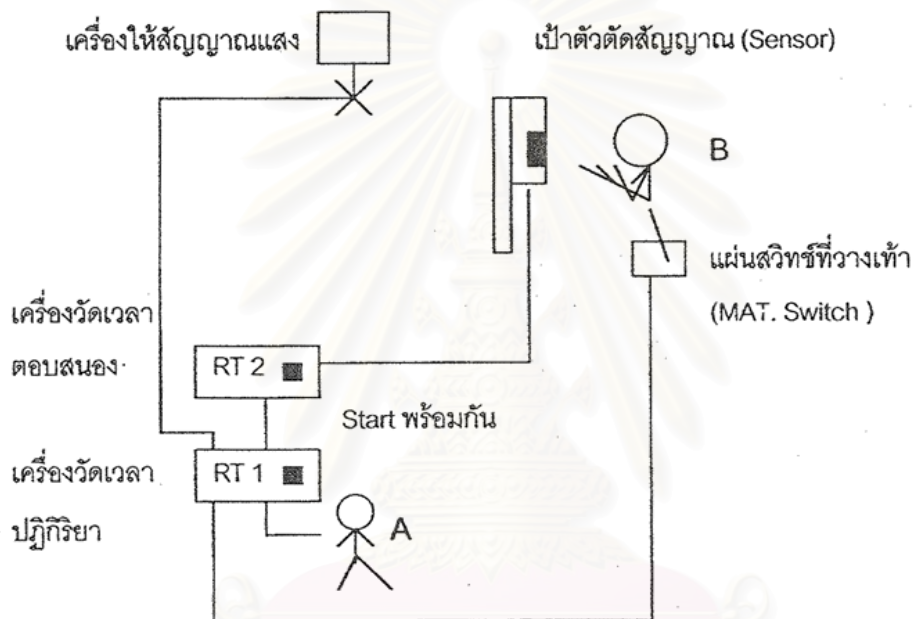 เครื่องให้สัญญาณแสง
เป้าตัวตัดสัญญาณ (Sensor)
B
แผ่นสวิทช์ที่วางเท้า
(MAT. Switch )
เครื่องวัดเวลา
ตอบสนอง
RT 2
Start พร้อมกัน
เครื่องวัดเวลา
ปฏิกิริยา
RT 1
A